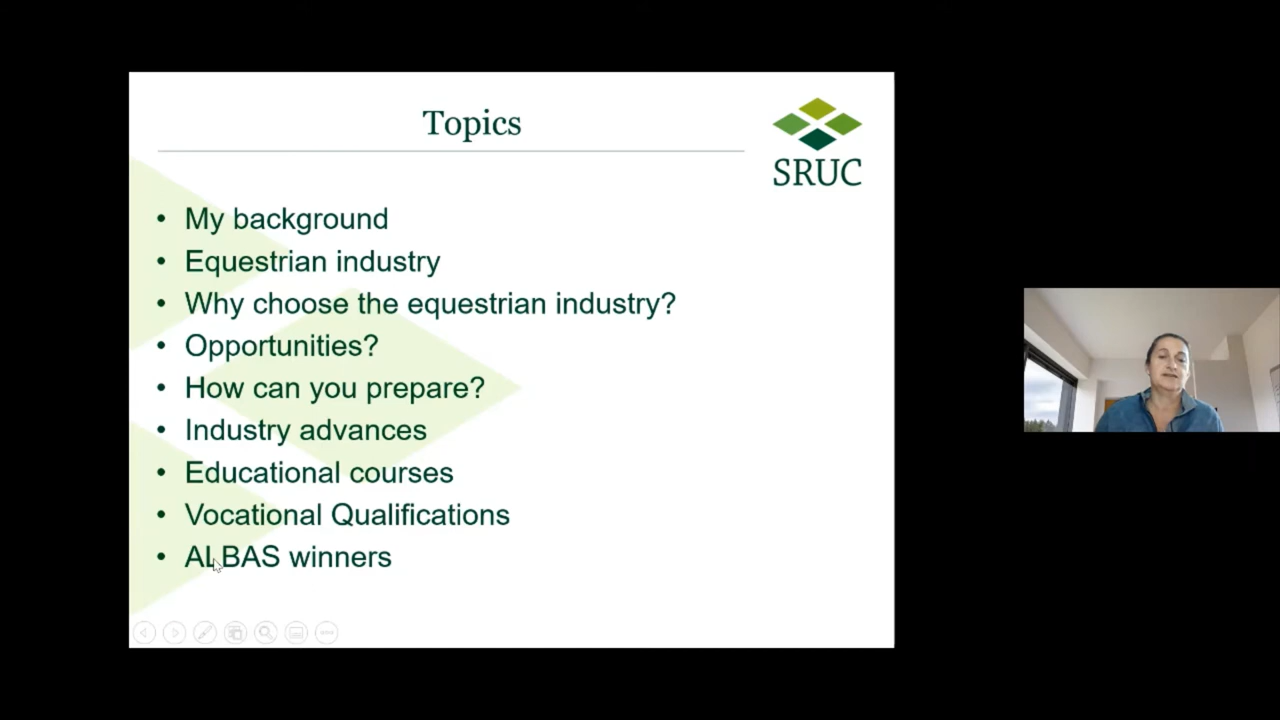 Topics
SRUC
• My background
• Equestrian industry
• Why choose the equestrian industry?
• Opportunities?
• How can you prepare?
• Industry advances
• Educational courses
• Vocational Qualifications
• ALBAS winners